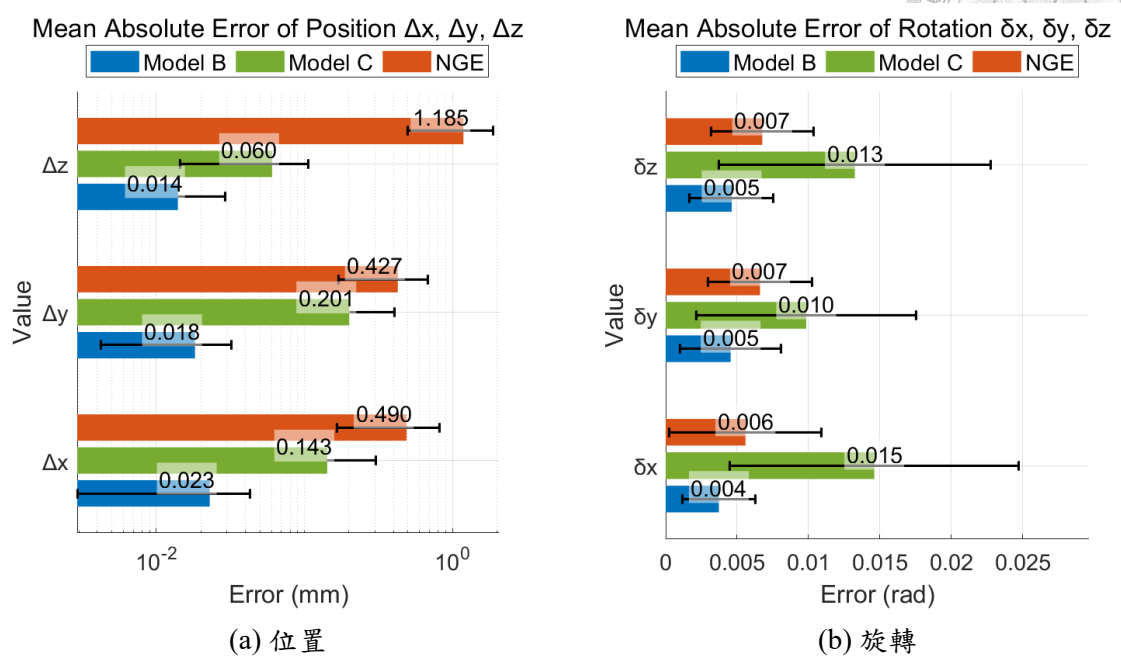 Mean Absolute Error of Position Δx, Δy, Δz
Model B Model C NGE
Value
Δz
1.185
0.060
0.014
Δy
0.427
0.201
0.018
Δx
0.490
0.143
0.023
10-2 100
Error (mm)
(a) 位置
Mean Absolute Error of Rotation δx, δy, δz
Model B Model C NGE
Value
δz
0.007
0.013
0.005
δy
0.007
0.010
0.005
δx
0.006
0.015
0.004
0 0.005 0.01 0.015 0.02 0.025
Error (rad)
(b) 旋轉